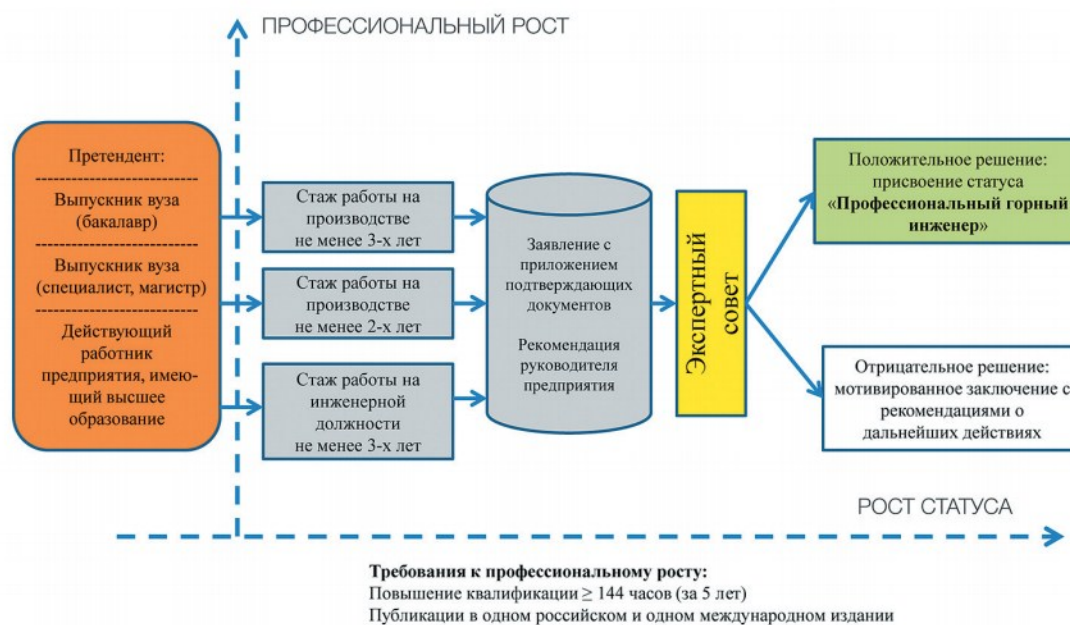 ПРОФЕССИОНАЛЬНЫЙ РОСТ
Претендент:
---------------------------
Выпускник вуза
(бакалавр)
---------------------------
Выпускник вуза
(специалист, магистр)
---------------------------
Действующий
работник
предприятия, имею-
щий высшее
образование
Стаж работы на
производстве
не менее 3-х лет
Стаж работы на
производстве
не менее 2-х лет
Стаж работы на
инженерной
должности
не менее 3-х лет
Заявление с
приложением
подтверждающих
документов
Рекомендация
руководителя
предприятия
Экспертный
совет
Положительное решение:
присвоение статуса
«Профессиональный горный
инженер»
Отрицательное решение:
мотивированное заключение с
рекомендациями о
дальнейших действиях
РОСТ СТАТУСА
Требования к профессиональному росту:
Повышение квалификации ≥ 144 часов (за 5 лет)
Публикации в одном российском и одном международном издании